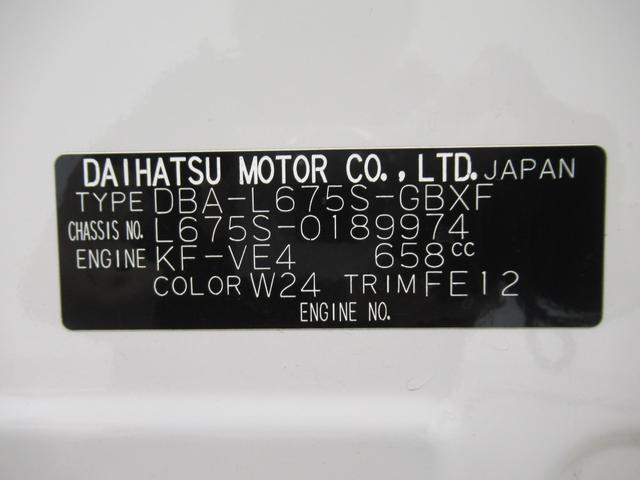 DAIHATSU MOTOR CO., LTD. JAPAN
TYPE DBA-L675S-GBXF
CHASSIS NO. L675S-0189974
ENGINE KF-VE4 658cc
COLOR W24 TRIM FE12
ENGINE NO.